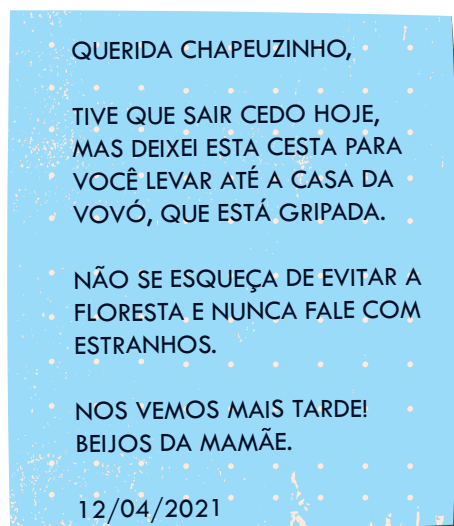 QUERIDA CHAPEUZINHO,
TIVE QUE SAIR CEDO HOJE,
MAS DEIXEI ESTA CESTA PARA
VOCÊ LEVAR ATÉ A CASA DA
VOVÓ, QUE ESTÁ GRIPADA.
NÃO SE ESQUEÇA DE EVITAR A
FLORESTA E NUNCA FALE COM
ESTRANHOS.
NOS VEMOS MAIS TARDE!
BEIJOS DA MAMÃE.
12/04/2021